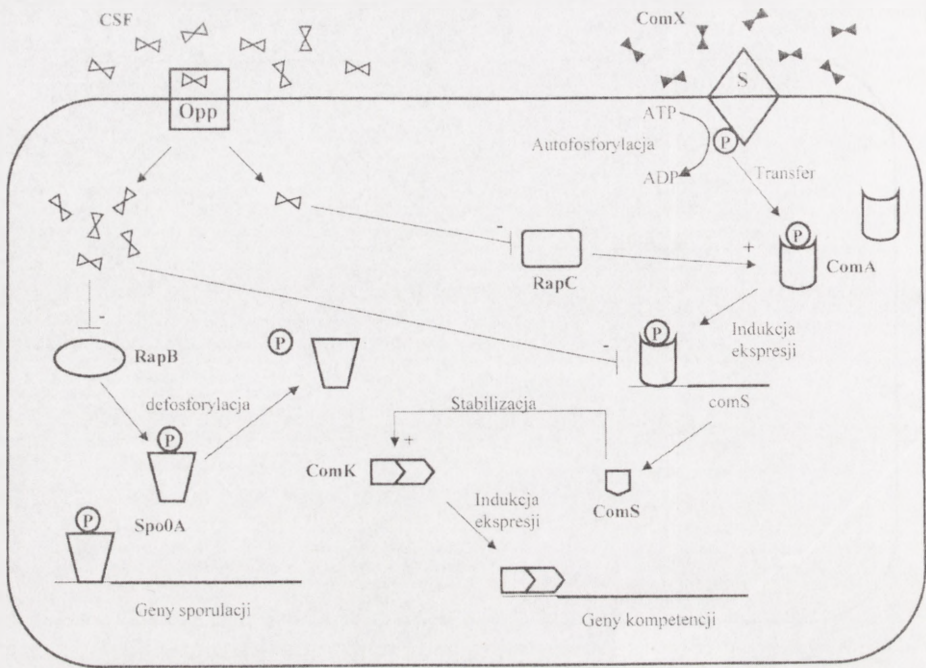 CSF
ComX
Opp
S
ATP
P
Autofosforylacja
ADP
Transfer
P
ComA
-
+
RapC
-
RapB
P
-
P
Indukcja
ekspresji
comS
defosforylacja
P
Spo0A
Stabilizacja
+
ComK
ComS
Indukcja
ekspresji
P
Geny sporulacji
Geny kompetencji